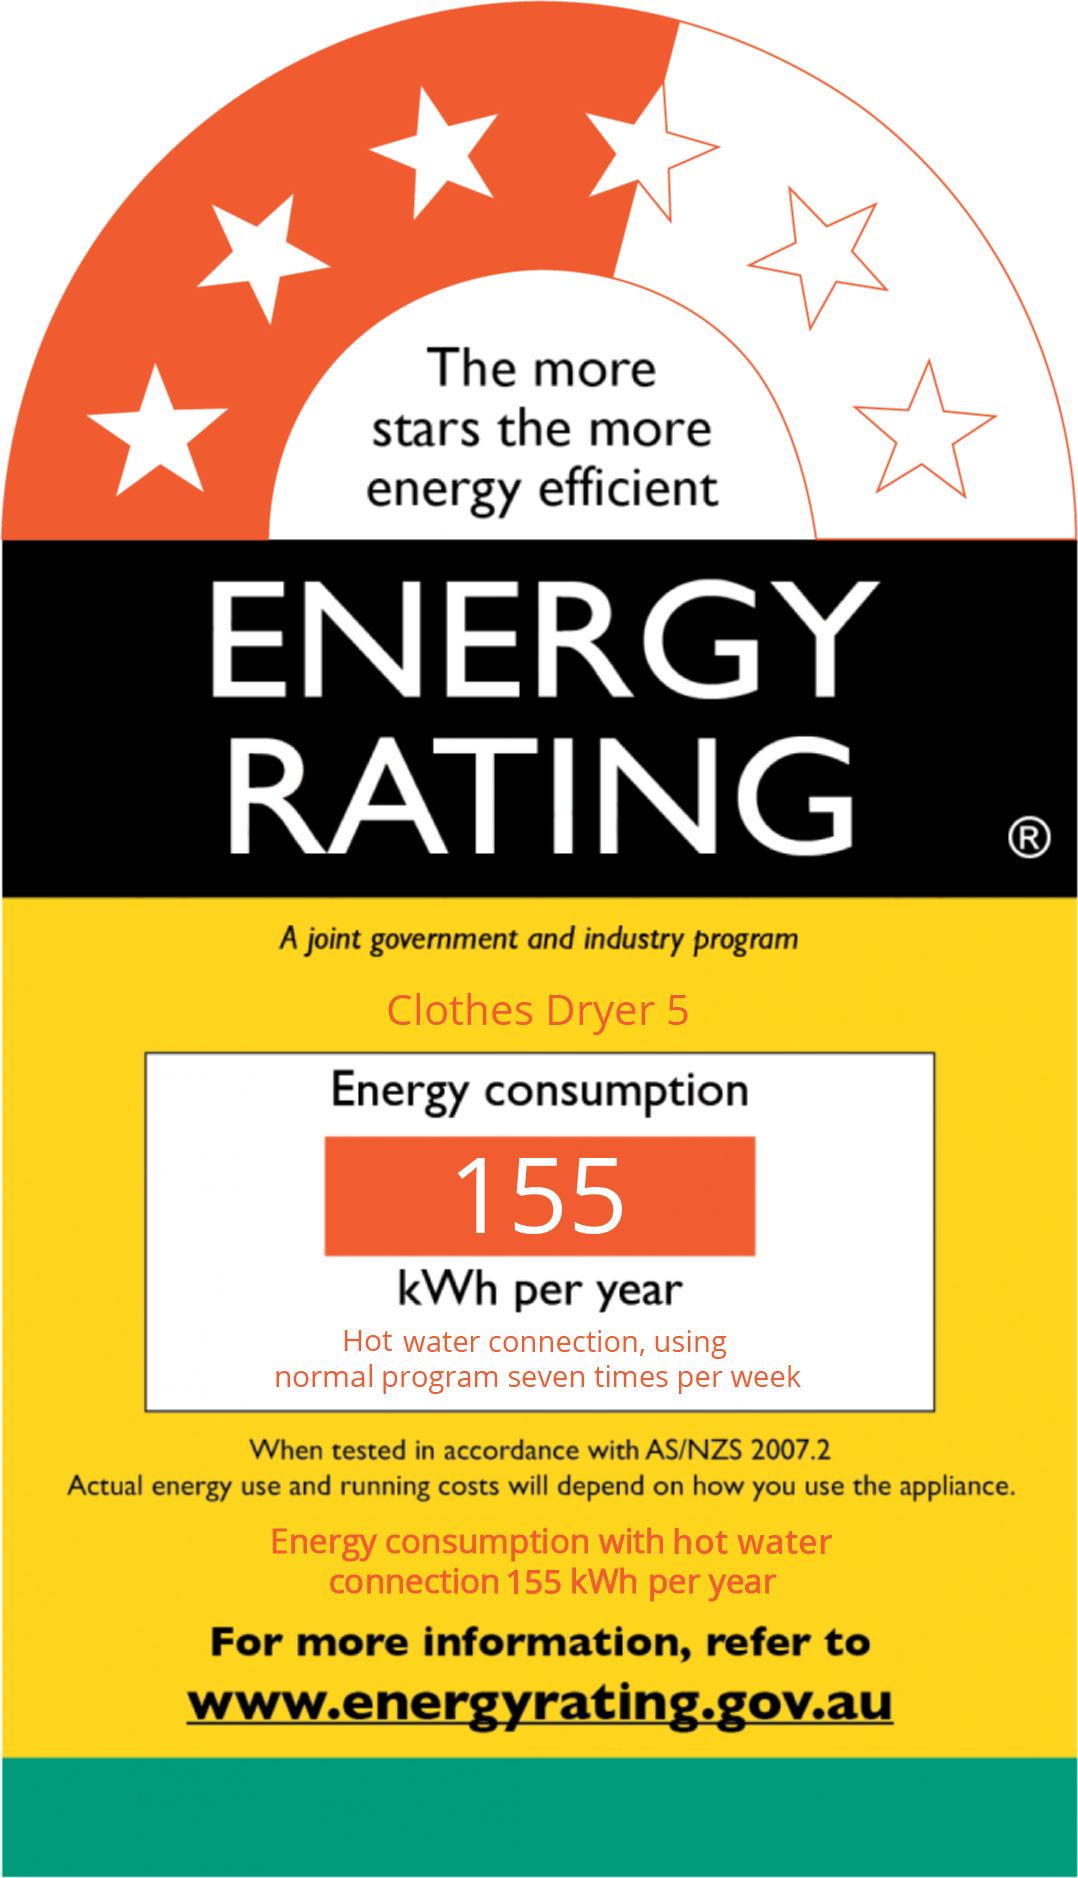 The more
stars the more
energy efficient
ENERGY
RATING
®
A joint government and industry program
Clothes Dryer 5
Energy consumption
155
kWh per year
Hot water connection, using
normal program seven times per week
When tested in accordance with AS/NZS 2007.2
Actual energy use and running costs will depend on how you use the appliance.
Energy consumption with hot water
connection 155 kWh per year
For more information, refer to
www.energyrating.gov.au